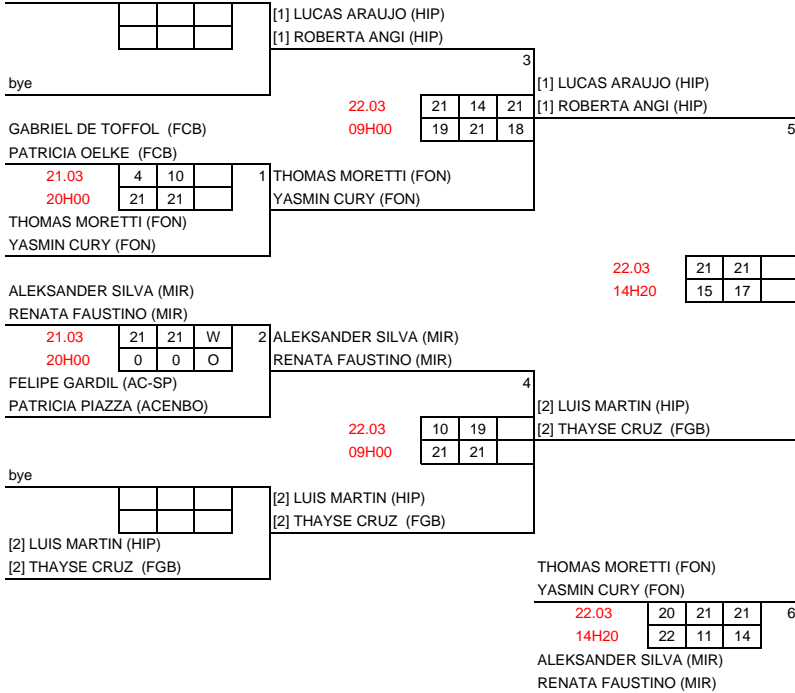 [1] LUCAS ARAUJO (HIP)
[1] ROBERTA ANGI (HIP)
3
bye
[1] LUCAS ARAUJO (HIP)
22.03 21 14 21 [1] ROBERTA ANGI (HIP)
GABRIEL DE TOFFOL (FCB) 09H00 19 21 18 5
PATRICIA OELKE (FCB)
21.03 4 10 1 THOMAS MORETTI (FON)
20H00 21 21 YASMIN CURY (FON)
THOMAS MORETTI (FON)
YASMIN CURY (FON)
22.03 21 21
ALEKSANDER SILVA (MIR) 14H20 15 17
RENATA FAUSTINO (MIR)
21.03 21 21 W 2 ALEKSANDER SILVA (MIR)
20H00 0 0 O RENATA FAUSTINO (MIR)
FELIPE GARDIL (AC-SP) 4
PATRICIA PIAZZA (ACENBO) [2] LUIS MARTIN (HIP)
22.03 10 19 [2] THAYSE CRUZ (FGB)
09H00 21 21
bye
[2] LUIS MARTIN (HIP)
[2] THAYSE CRUZ (FGB)
[2] LUIS MARTIN (HIP)
[2] THAYSE CRUZ (FGB) THOMAS MORETTI (FON)
YASMIN CURY (FON)
22.03 20 21 21 6
14H20 22 11 14
ALEKSANDER SILVA (MIR)
RENATA FAUSTINO (MIR)